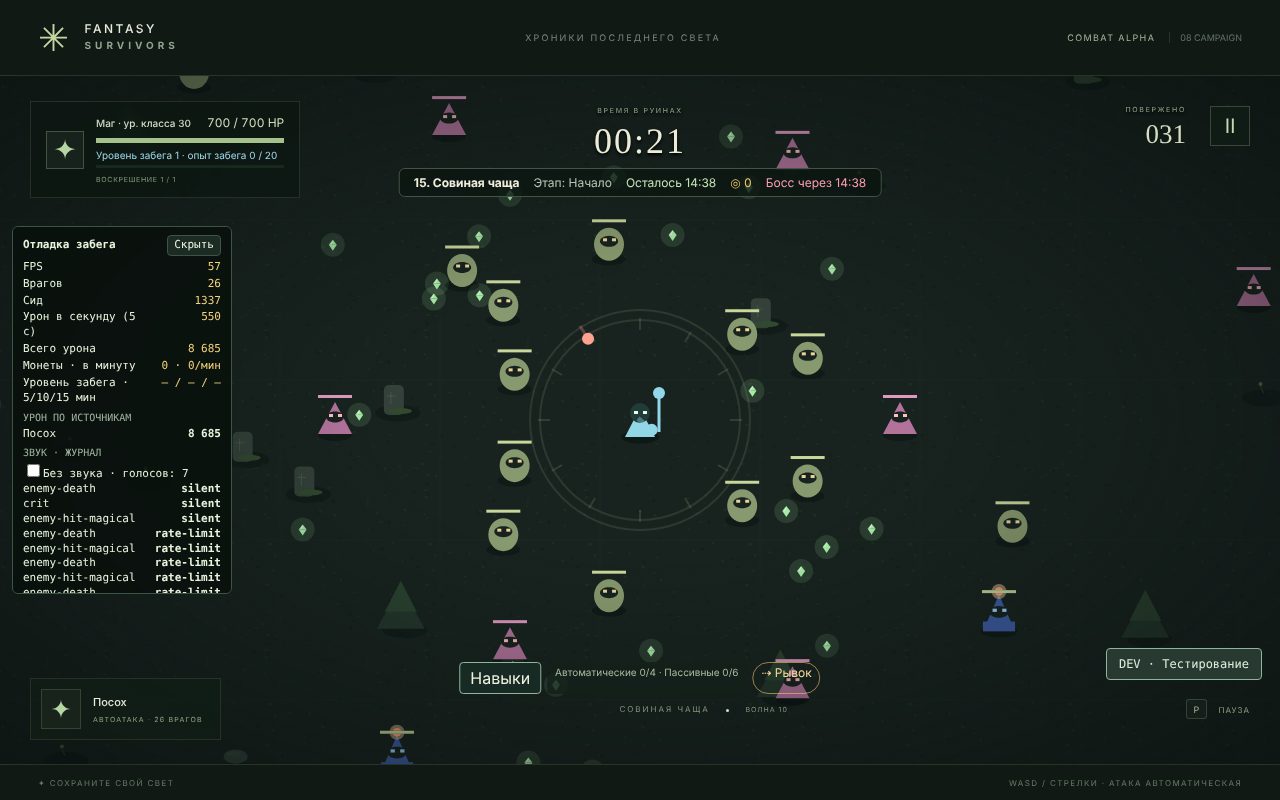 FANTASY
SURVIVORS
ХРОНИКИ ПОСЛЕДНЕГО СВЕТА
COMBAT ALPHA
08 CAMPAIGN
Маг · ур. класса 30
700 / 700 HP
Уровень забега 1 · опыт забега 0 / 20
ВОСКРЕШЕНИЕ 1 / 1
ВРЕМЯ В РУИНАХ
00:21
ПОВЕРЖЕНО
031
15. Совиная чаща Этап: Начало Осталось 14:38 ◎ 0 Босс через 14:38
Отладка забега Скрыть
FPS 57
Врагов 26
Сид 1337
Урон в секунду (5 550
с)
Всего урона 8 685
Монеты · в минуту 0 · 0/мин
Уровень забега · — / — / —
5/10/15 мин
УРОН ПО ИСТОЧНИКАМ
Посох 8 685
ЗВУК · ЖУРНАЛ
Без звука · голосов: 7
enemy-death silent
crit silent
enemy-hit-magical silent
enemy-death rate-limit
enemy-hit-magical rate-limit
enemy-death rate-limit
enemy-hit-magical rate-limit
enemy-death rate-limit
Навыки
Автоматические 0/4 · Пассивные 0/6
⇢ Рывок
DEV · Тестирование
Посох
АВТОАТАКА · 26 ВРАГОВ
СОВИНАЯ ЧАЩА • ВОЛНА 10
P ПАУЗА
✦ СОХРАНИТЕ СВОЙ СВЕТ
WASD / СТРЕЛКИ · АТАКА АВТОМАТИЧЕСКАЯ